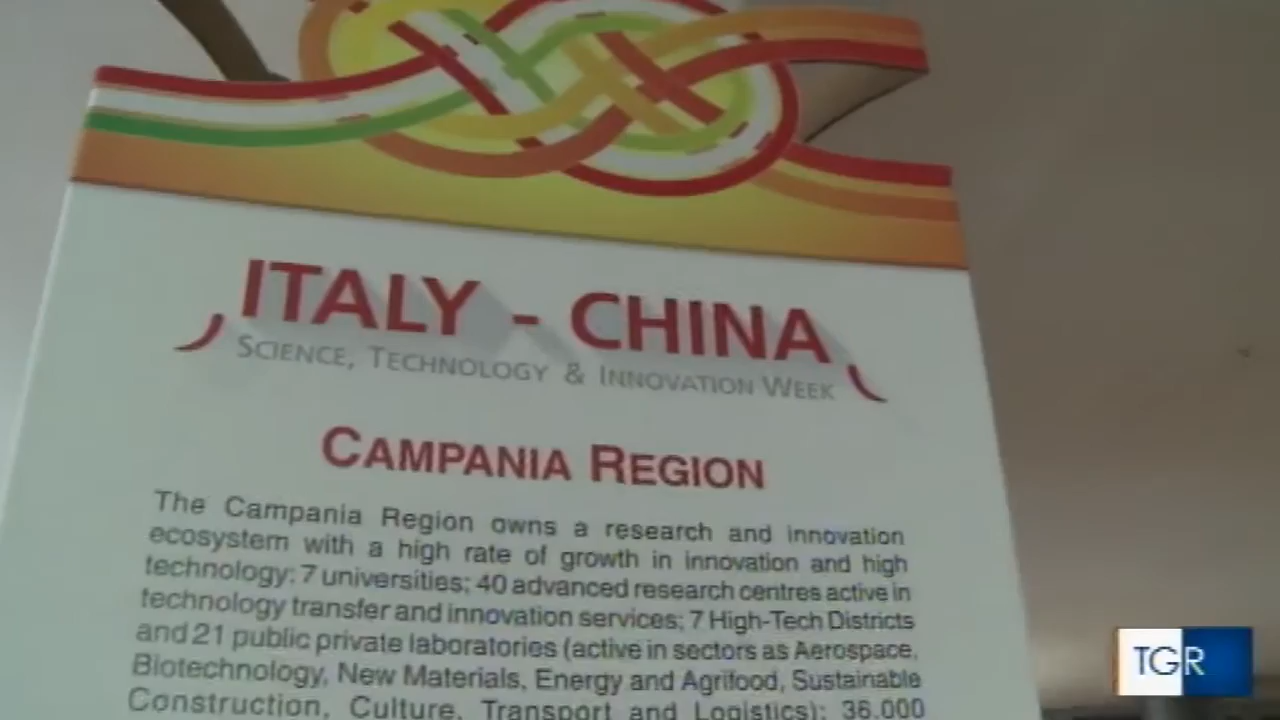 ITALY - CHINA
SCIENCE, TECHNOLOGY & INNOVATION WEEK
CAMPANIA REGION
The Campania Region owns a research and innovation
ecosystem with a high rate of growth in innovation and high
technology: 7 universities; 40 advanced research centres active in
technology transfer and innovation services; 7 High-Tech Districts
and 21 public private laboratories (active in sectors as Aerospace,
Biotechnology, New Materials, Energy and Agrifood, Sustainable
Construction, Culture, Transport and Logistics); 36.000
TGR